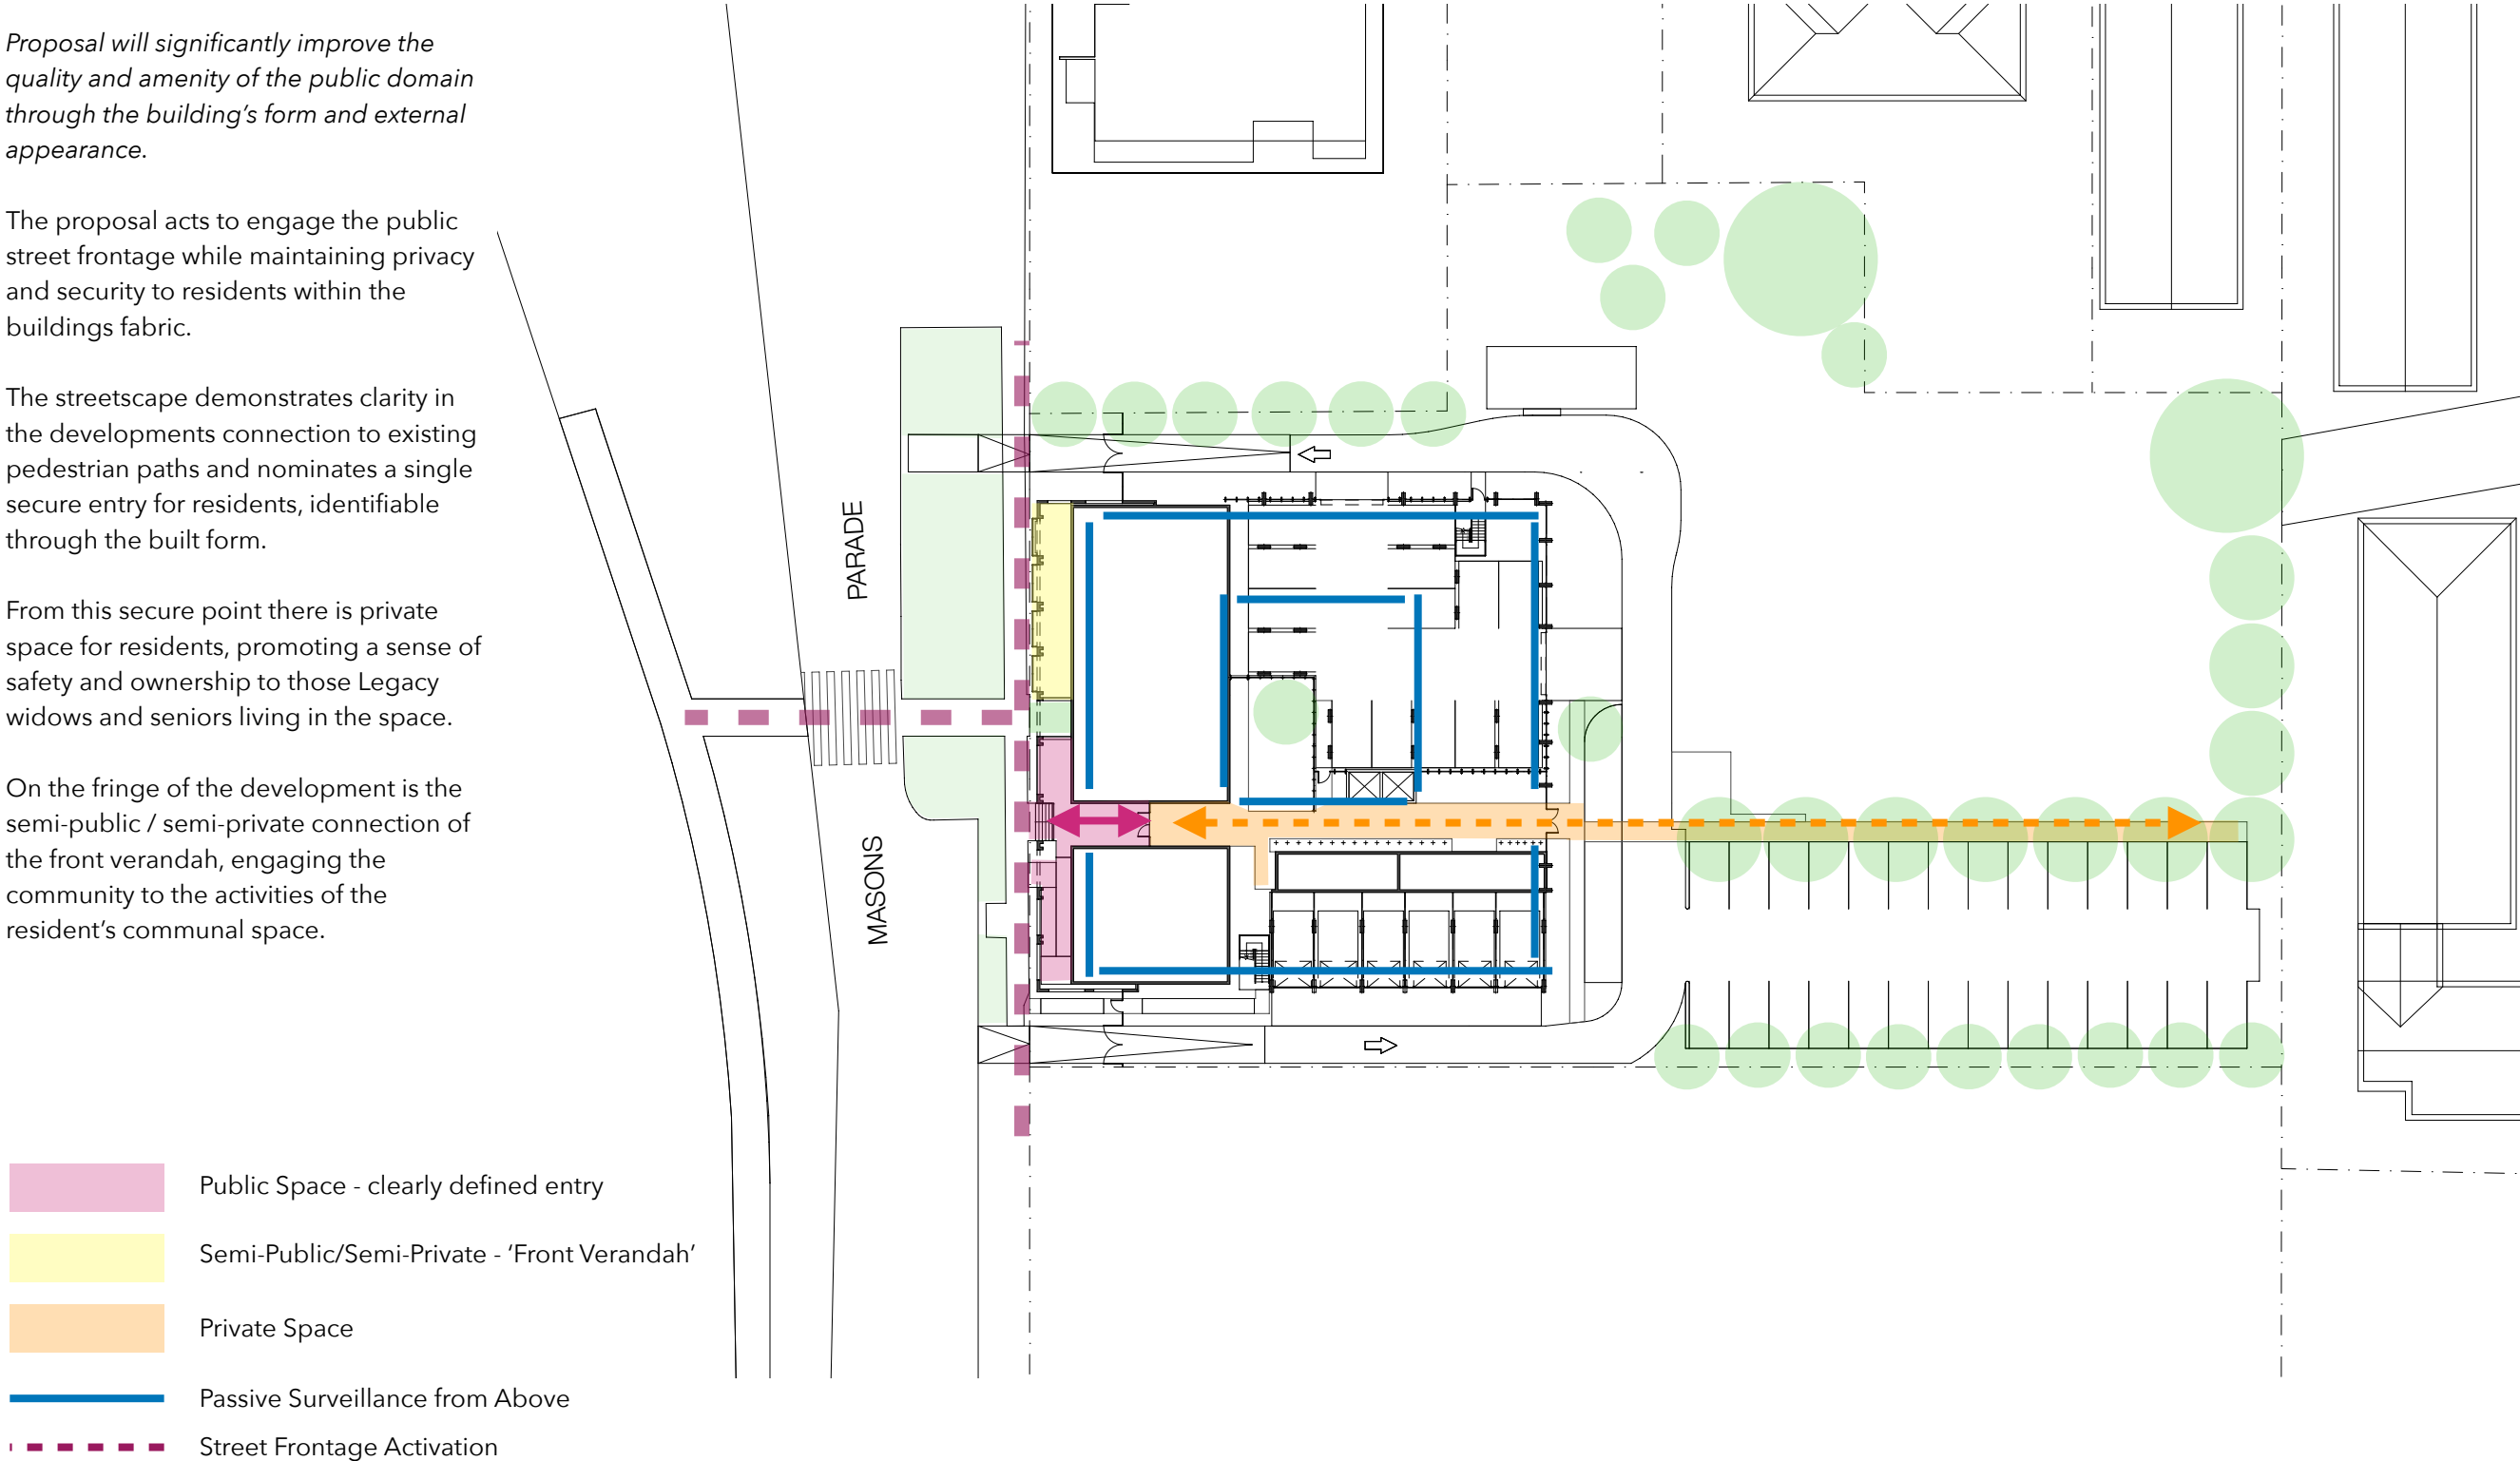 Proposal will significantly improve the
quality and amenity of the public domain
through the building’s form and external
appearance.
The proposal acts to engage the public
street frontage while maintaining privacy
and security to residents within the
buildings fabric.
The streetscape demonstrates clarity in
the developments connection to existing
pedestrian paths and nominates a single
secure entry for residents, identifiable
through the built form.
From this secure point there is private
space for residents, promoting a sense of
safety and ownership to those Legacy
widows and seniors living in the space.
On the fringe of the development is the
semi-public / semi-private connection of
the front verandah, engaging the
community to the activities of the
resident’s communal space.
MASONS
PARADE
Public Space - clearly defined entry
Semi-Public/Semi-Private - ‘Front Verandah’
Private Space
Passive Surveillance from Above
Street Frontage Activation